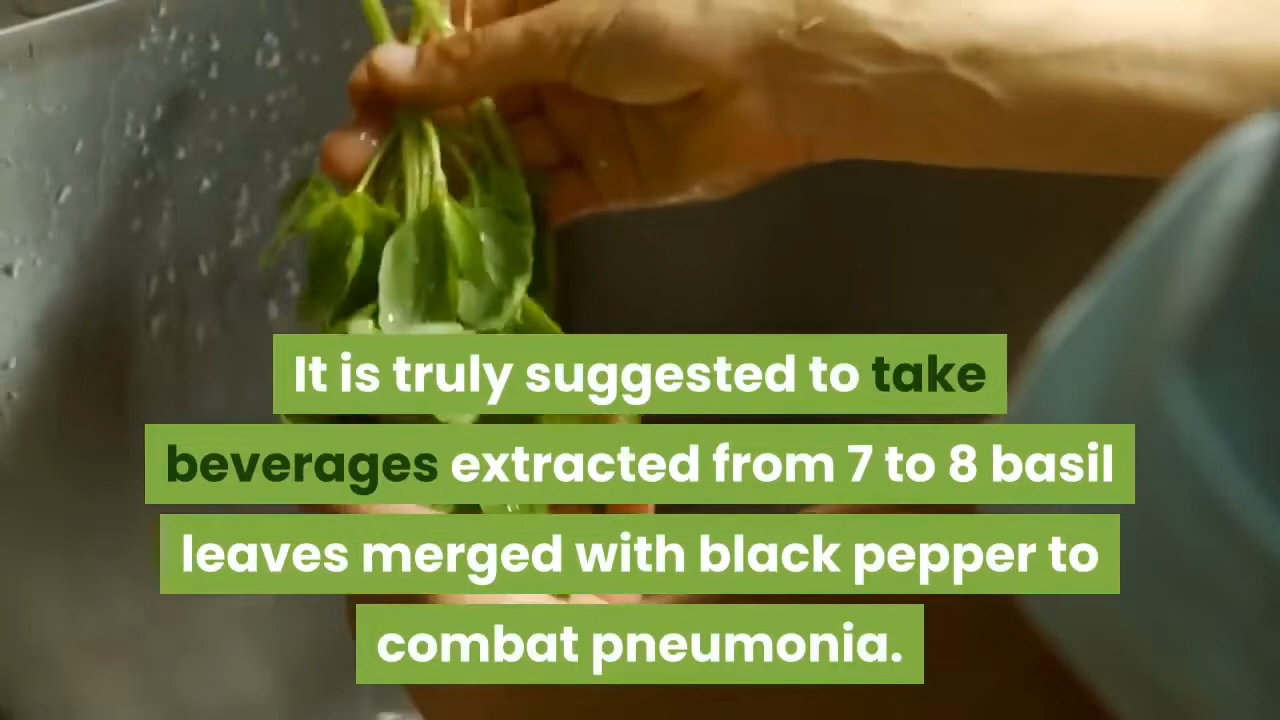 It is truly suggested to take
beverages extracted from 7 to 8 basil
leaves merged with black pepper to
combat pneumonia.